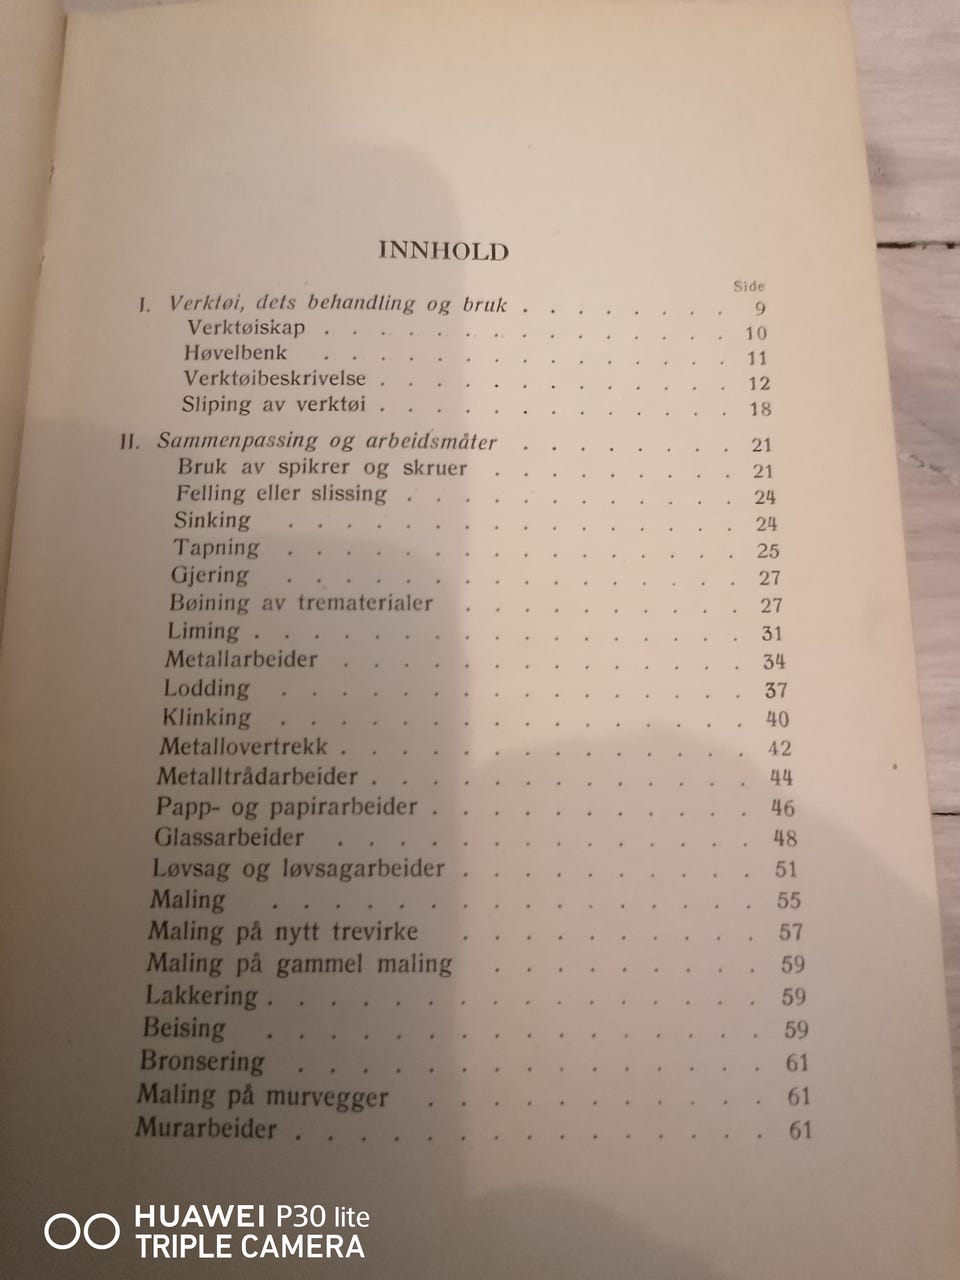 INNHOLD
Side
I. Verktøi, dets behandling og bruk . . . . . . . . 9
Verktøiskap . . . . . . . . . . . . . . 10
Høvelbenk . . . . . . . . . . . . . . 11
Verktøibeskrivelse . . . . . . . . . . . . 12
Sliping av verktøi . . . . . . . . . . . . 18
II. Sammenpassing og arbeidsmåter . . . . . . . . 21
Bruk av spikrer og skruer . . . . . . . . . 21
Felling eller slissing . . . . . . . . . . . . 24
Sinking . . . . . . . . . . . . . . . . 24
Tapning . . . . . . . . . . . . . . . . 25
Gjering . . . . . . . . . . . . . . . . 27
Bøining av trematerialer . . . . . . . . . . 27
Liming . . . . . . . . . . . . . . . . . 31
Metallarbeider . . . . . . . . . . . . . . 34
Lodding . . . . . . . . . . . . . . . . 37
Klinking . . . . . . . . . . . . . . . . 40
Metallovertrekk . . . . . . . . . . . . . . 42
Metalltrådarbeider . . . . . . . . . . . . . 44
Papp- og papirarbeider . . . . . . . . . . . 46
Glassarbeider . . . . . . . . . . . . . . 48
Løvsag og løvsagarbeider . . . . . . . . . . 51
Maling . . . . . . . . . . . . . . . . 55
Maling på nytt trevirke . . . . . . . . . . 57
Maling på gammel maling . . . . . . . . . 59
Lakkering . . . . . . . . . . . . . . . . 59
Beising . . . . . . . . . . . . . . . . 59
Bronsering . . . . . . . . . . . . . . . 61
Maling på murvegger . . . . . . . . . . . 61
Murarbeider . . . . . . . . . . . . . . . 61
HUAWEI P30 lite
TRIPLE CAMERA